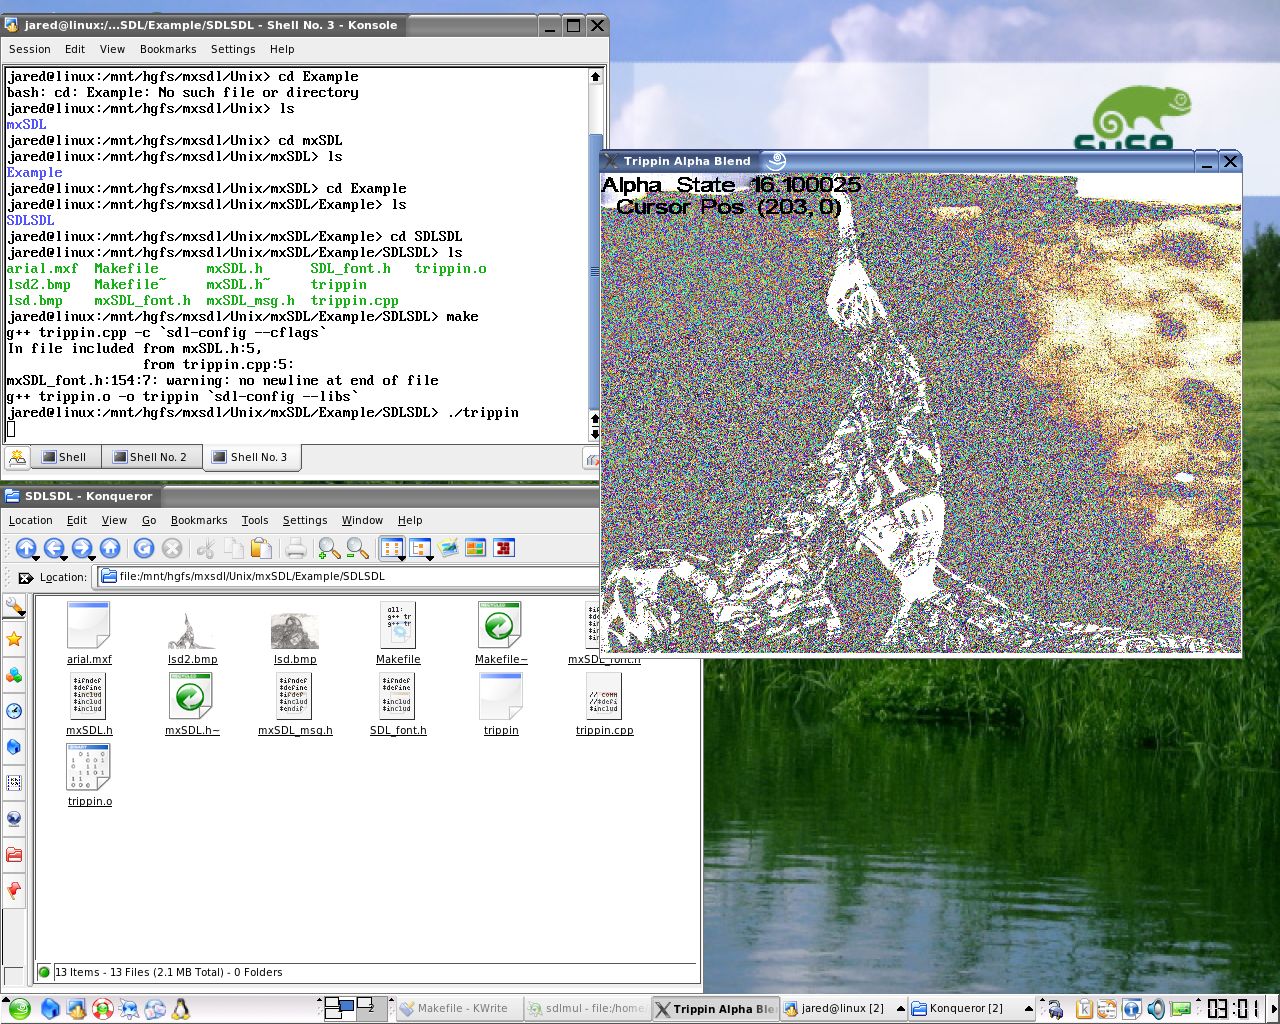 jared@linux:/...SDL/Example/SDLSDL - Shell No. 3 - Konsole
Session Edit View Bookmarks Settings Help
jared@linux:/mnt/hgfs/mxsdl/Unix> cd Example
bash: cd: Example: No such file or directory
jared@linux:/mnt/hgfs/mxsdl/Unix> ls
mxSDL
jared@linux:/mnt/hgfs/mxsdl/Unix> cd mxSDL
jared@linux:/mnt/hgfs/mxsdl/Unix/mxSDL> ls
Example
jared@linux:/mnt/hgfs/mxsdl/Unix/mxSDL> cd Example
jared@linux:/mnt/hgfs/mxsdl/Unix/mxSDL/Example> ls
SDLSDL
jared@linux:/mnt/hgfs/mxsdl/Unix/mxSDL/Example> cd SDLSDL
jared@linux:/mnt/hgfs/mxsdl/Unix/mxSDL/Example/SDLSDL> ls
arial.mxf Makefile mxSDL.h SDL_font.h trippin.o
lsd2.bmp Makefile~ mxSDL.h~ trippin
lsd.bmp mxSDL_font.h mxSDL_msg.h trippin.cpp
jared@linux:/mnt/hgfs/mxsdl/Unix/mxSDL/Example/SDLSDL> make
g++ trippin.cpp -c `sdl-config --cflags`
In file included from mxSDL.h:5,
from trippin.cpp:5:
mxSDL_font.h:154:7: warning: no newline at end of file
g++ trippin.o -o trippin `sdl-config --libs`
jared@linux:/mnt/hgfs/mxsdl/Unix/mxSDL/Example/SDLSDL> ./trippin
Shell Shell No. 2 Shell No. 3
SUSE
Trippin Alpha Blend
Alpha State 16.100025
Cursor Pos (203, 0)
SDLSDL - Konqueror
Location Edit View Go Bookmarks Tools Settings Window Help
Location: file:/mnt/hgfs/mxsdl/Unix/mxSDL/Example/SDLSDL
arial.mxf lsd2.bmp lsd.bmp Makefile Makefile~ mxSDL_font.h
mxSDL.h mxSDL.h~ mxSDL_msg.h SDL_font.h trippin trippin.cpp
trippin.o
13 Items - 13 Files (2.1 MB Total) - 0 Folders
2 Makefile - KWrite sdlmul - file:/home Trippin Alpha Ble jared@linux [2] Konqueror [2] 03:01